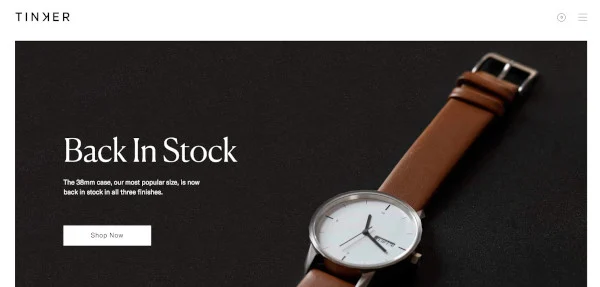 TINKER
Back In Stock
The 38mm case, our most popular size, is now
back in stock in all three finishes.
Shop Now